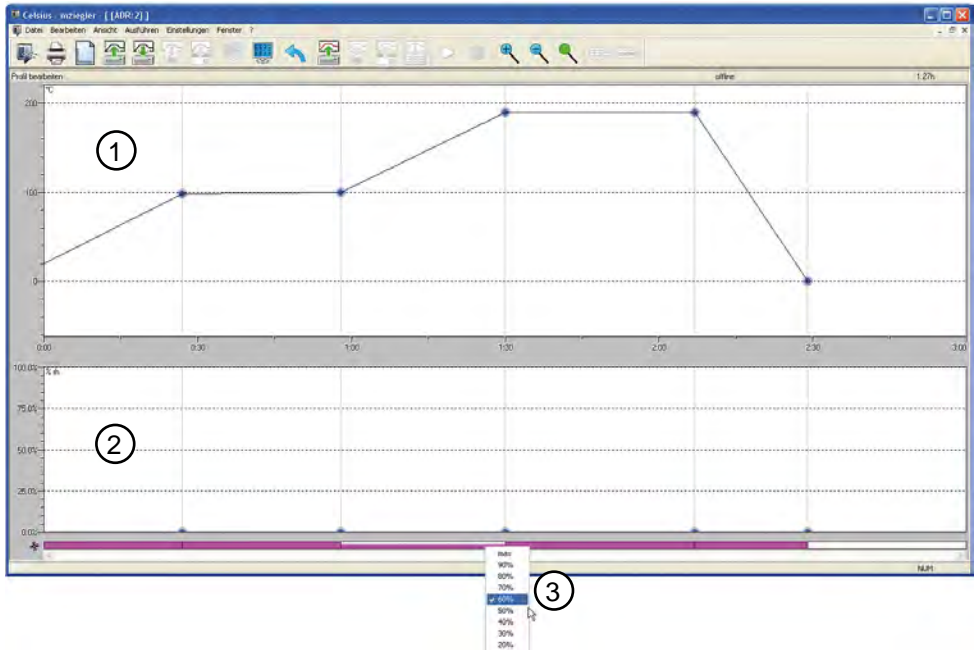 Celsius - mziegler - [ [ADR:2] ]
Datei Bearbeiten Ansicht Ausführen Einstellungen Fenster ?
Profil bearbeiten offline 1.27h
°C
200
100
0
1
0:00 0:30 1:00 1:30 2:00 2:30 3:00
100.0%
% rh
75.0%
50.0%
25.0%
0.0%
2
NUM
max
90%
80%
70%
60%
50%
40%
30%
20%
3